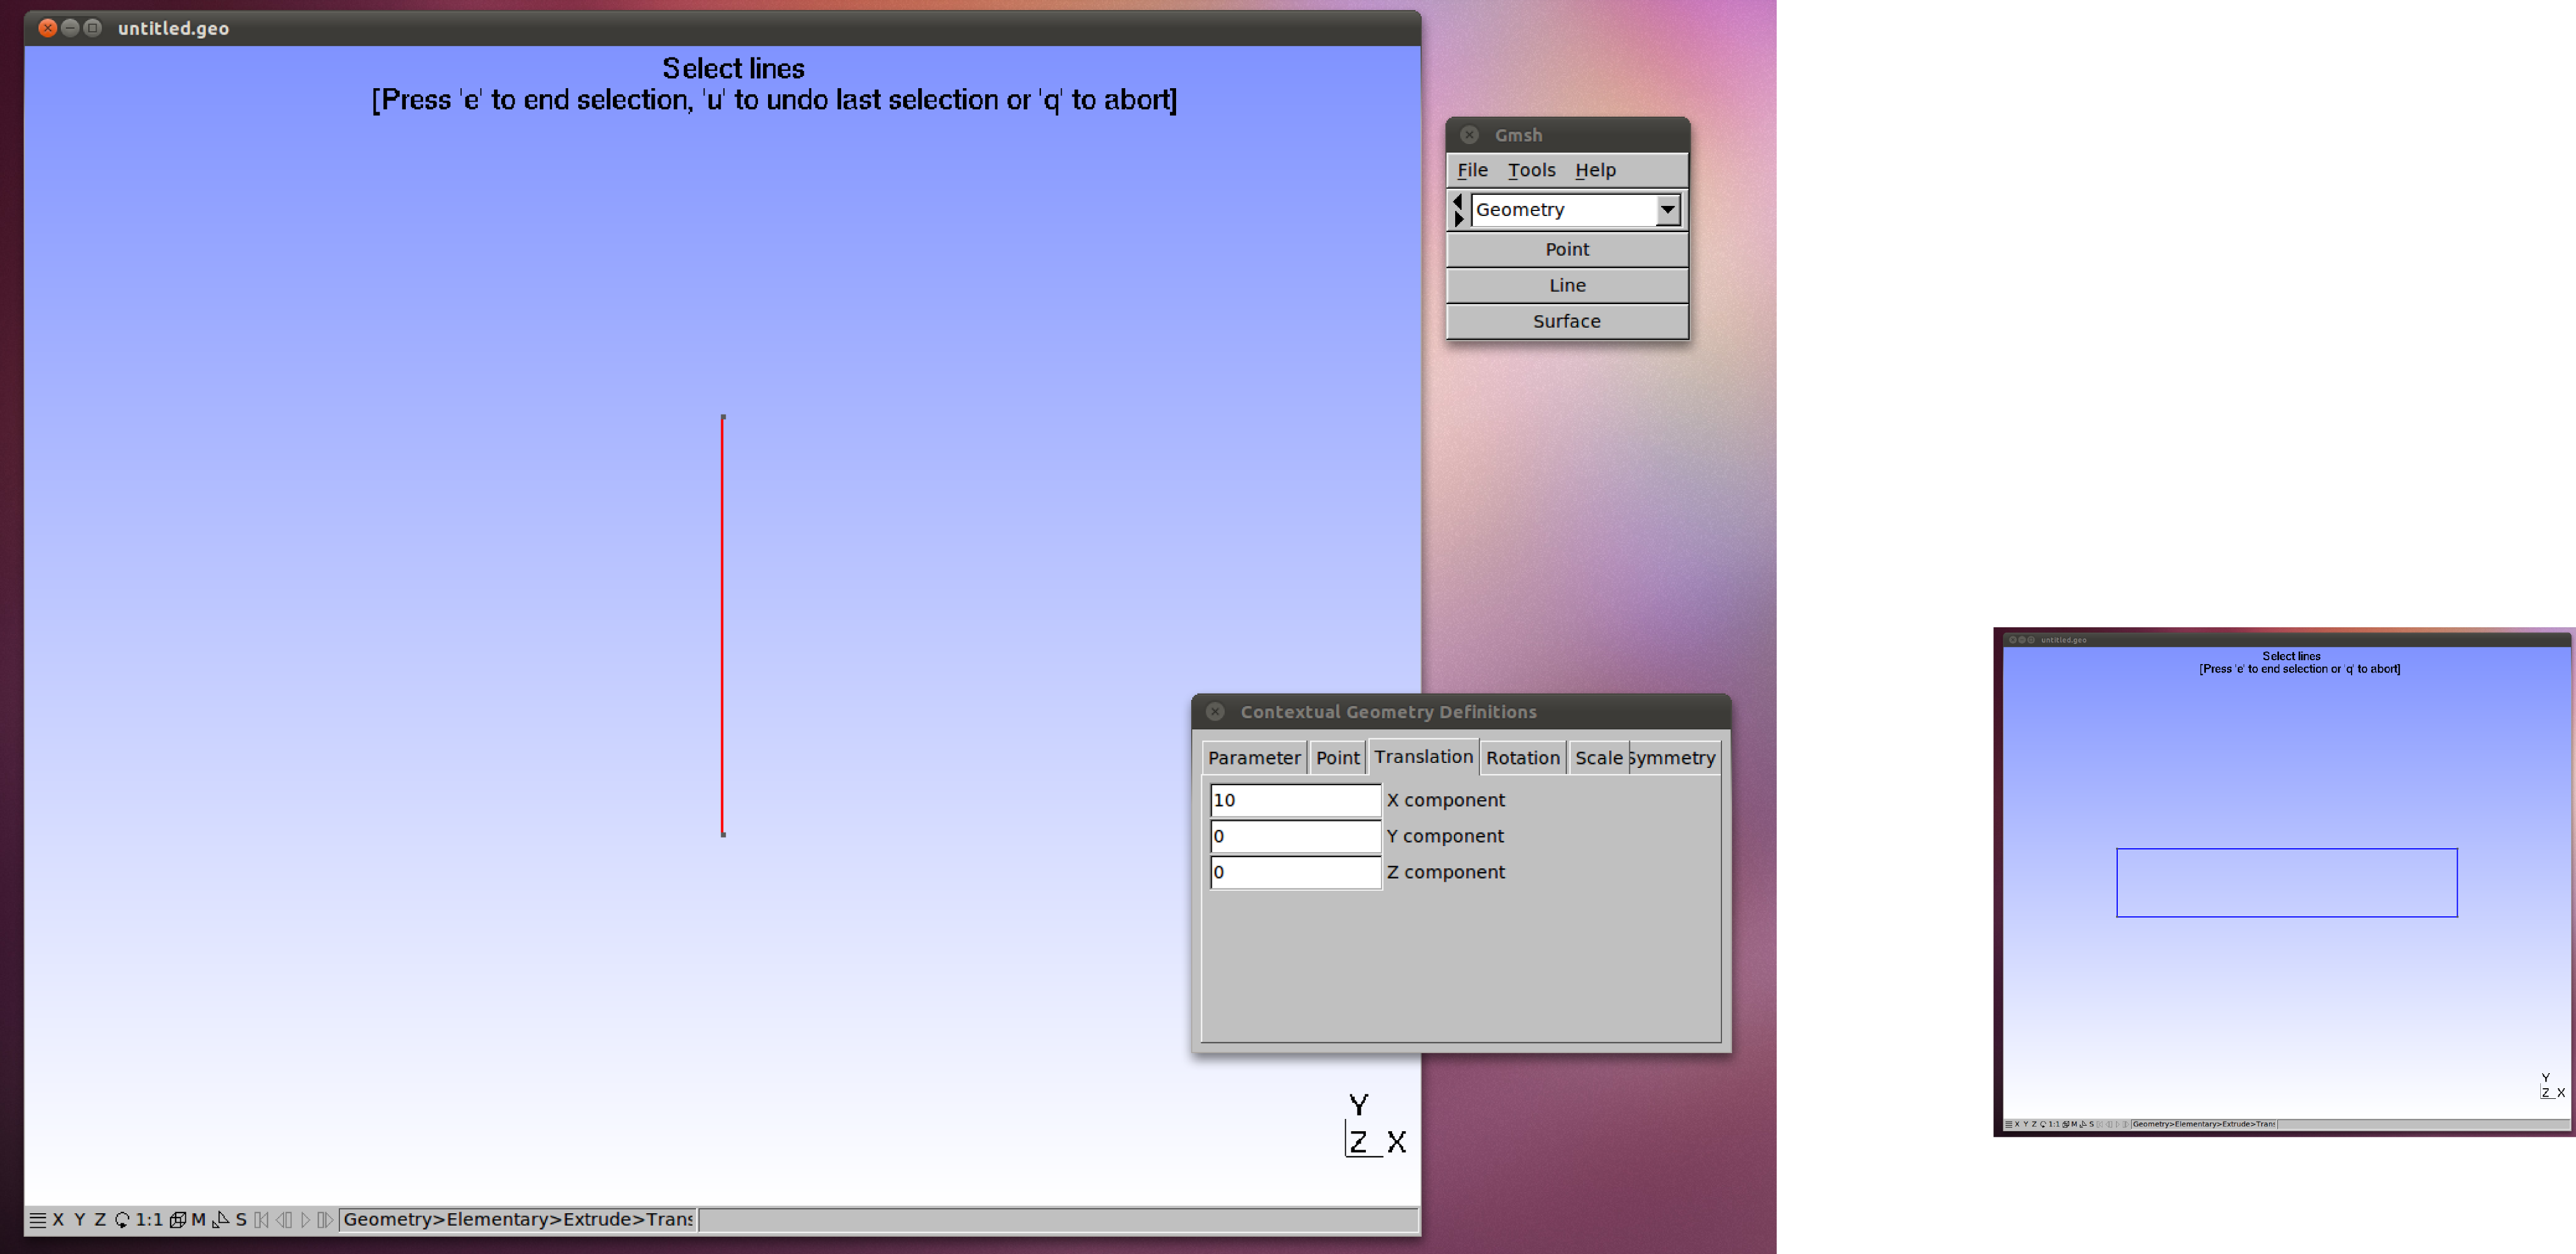 untitled.geo
Select lines
[Press 'e' to end selection, 'u' to undo last selection or 'q' to abort]
Gmsh
File Tools Help
Geometry
Point
Line
Surface
Contextual Geometry Definitions
Parameter Point Translation Rotation Scale Symmetry
10 X component
0 Y component
0 Z component
Y
Z X
X Y Z 1:1 M S Geometry>Elementary>Extrude>Trans
untitled.geo
Select lines
[Press 'e' to end selection or 'q' to abort]
Y
Z X
X Y Z 1:1 M S Geometry>Elementary>Extrude>Trans